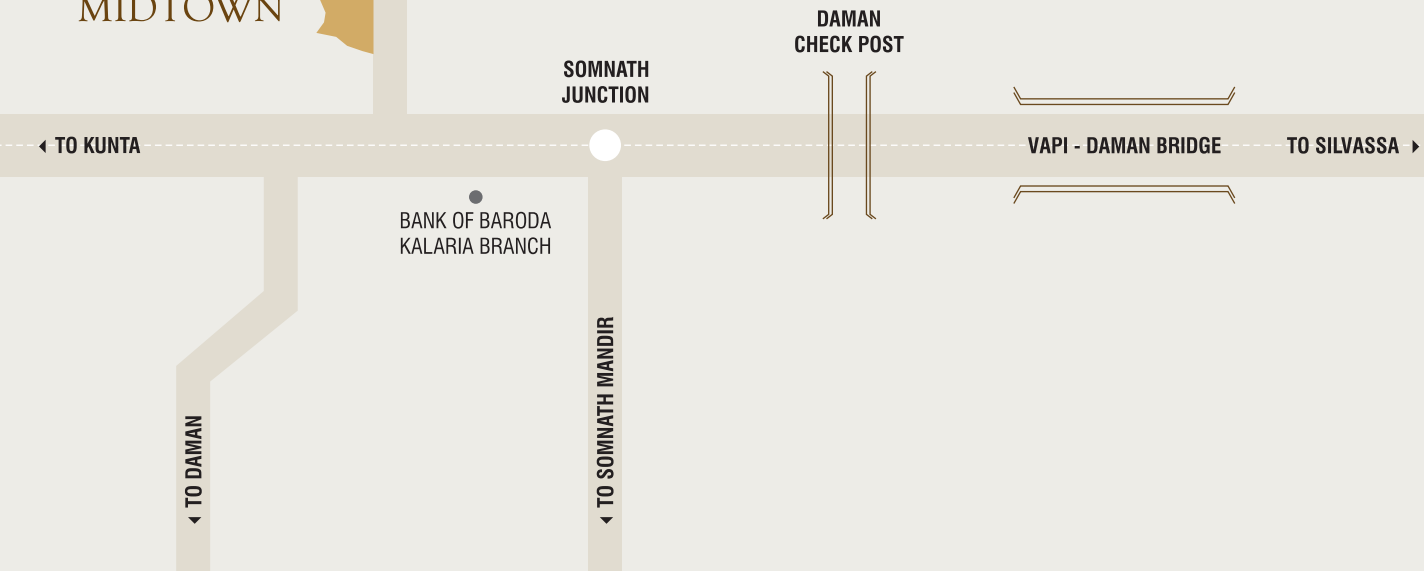 MIDTOWN
DAMAN
CHECK POST
SOMNATH
JUNCTION
TO KUNTA
VAPI - DAMAN BRIDGE
TO SILVASSA
BANK OF BARODA
KALARIA BRANCH
TO DAMAN
TO SOMNATH MANDIR